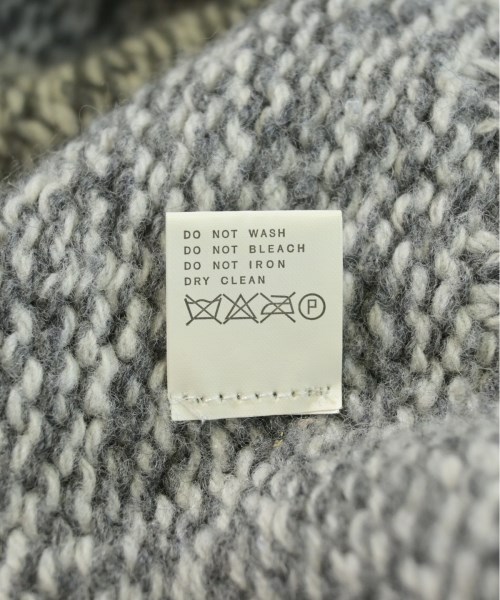 DO NOT WASH
DO NOT BLEACH
DO NOT IRON
DRY CLEAN
P